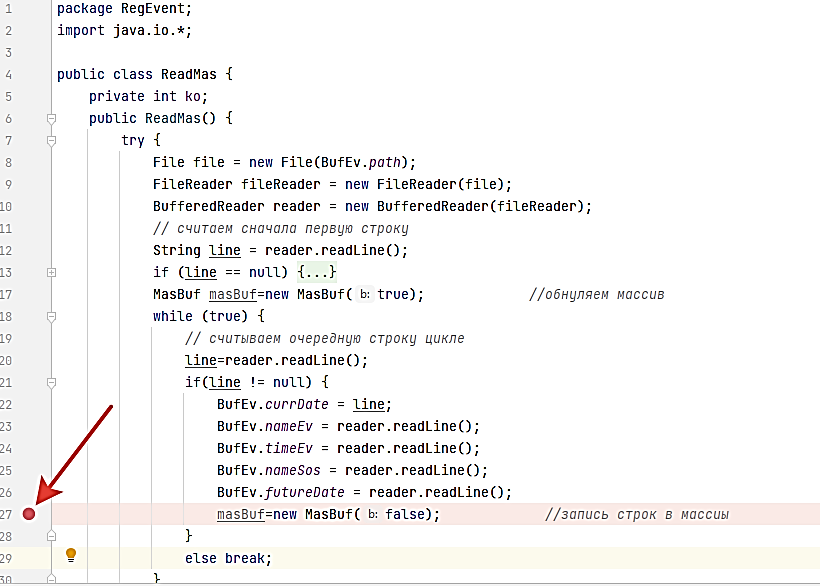 1 package RegEvent;
2 import java.io.*;
3
4 public class ReadMas {
5 private int ko;
6 public ReadMas() {
7 try {
8 File file = new File(BufEv.path);
9 FileReader fileReader = new FileReader(file);
10 BufferedReader reader = new BufferedReader(fileReader);
11 // считаем сначала первую строку
12 String line = reader.readLine();
13 if (line == null) {...}
17 MasBuf masBuf=new MasBuf( b: true); //обнуляем массив
18 while (true) {
19 // считываем очередную строку цикле
20 line=reader.readLine();
21 if(line != null) {
22 BufEv.currDate = line;
23 BufEv.nameEv = reader.readLine();
24 BufEv.timeEv = reader.readLine();
25 BufEv.nameSos = reader.readLine();
26 BufEv.futureDate = reader.readLine();
27 masBuf=new MasBuf( b: false); //запись строк в массиы
28 }
29 else break;
30 }